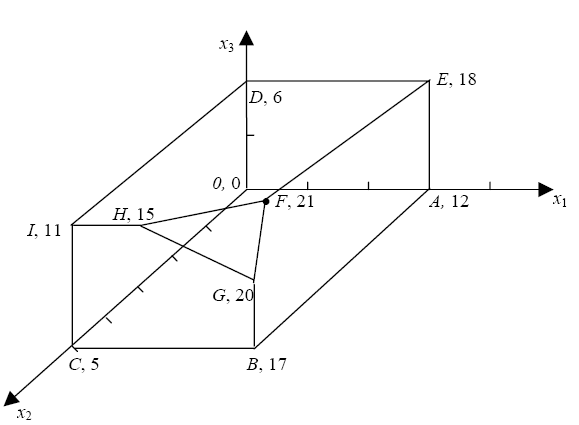 x3
E, 18
D, 6
0, 0
H, 15
F, 21
A, 12
x1
I, 11
G, 20
C, 5
B, 17
x2